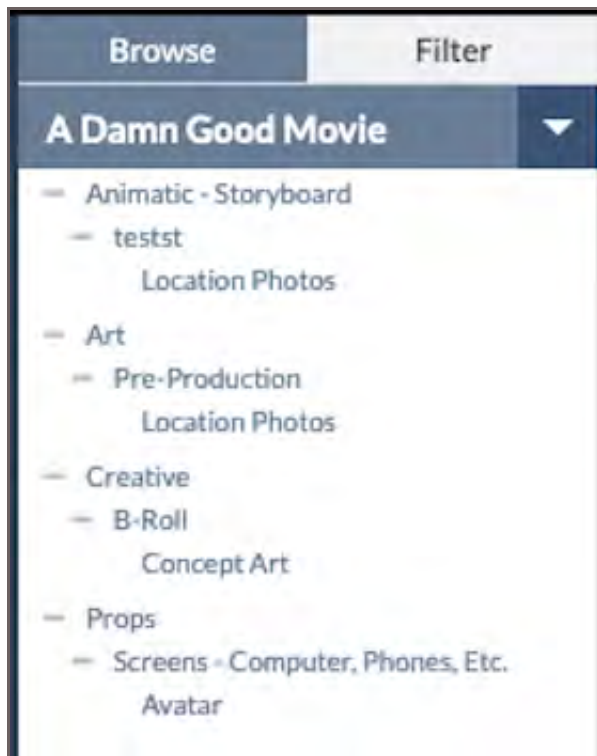 Browse Filter
A Damn Good Movie
Animatic - Storyboard
testst
Location Photos
Art
Pre-Production
Location Photos
Creative
B-Roll
Concept Art
Props
Screens - Computer, Phones, Etc.
Avatar